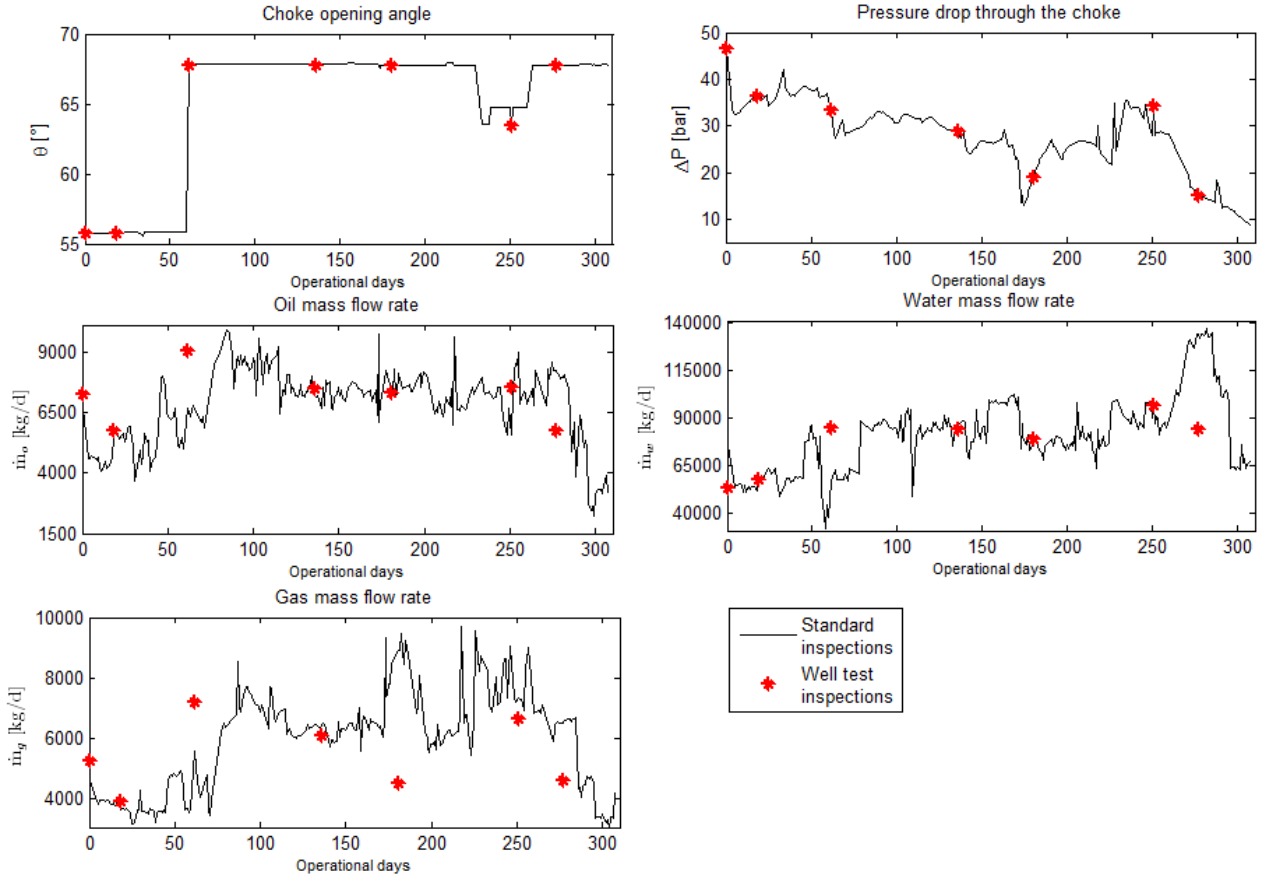 Choke opening angle
70
65
60
55
θ [°]
0 50 100 150 200 250 300
Operational days
Pressure drop through the choke
50
40
30
20
10
ΔP [bar]
0 50 100 150 200 250 300
Operational days
Oil mass flow rate
9000
6500
4000
1500
ṁₒ [kg/d]
0 50 100 150 200 250 300
Operational days
Water mass flow rate
140000
115000
90000
65000
40000
ṁ_w [kg/d]
0 50 100 150 200 250 300
Operational days
Gas mass flow rate
10000
8000
6000
4000
ṁ_g [kg/d]
0 50 100 150 200 250 300
Operational days
Standard
inspections
Well test
inspections